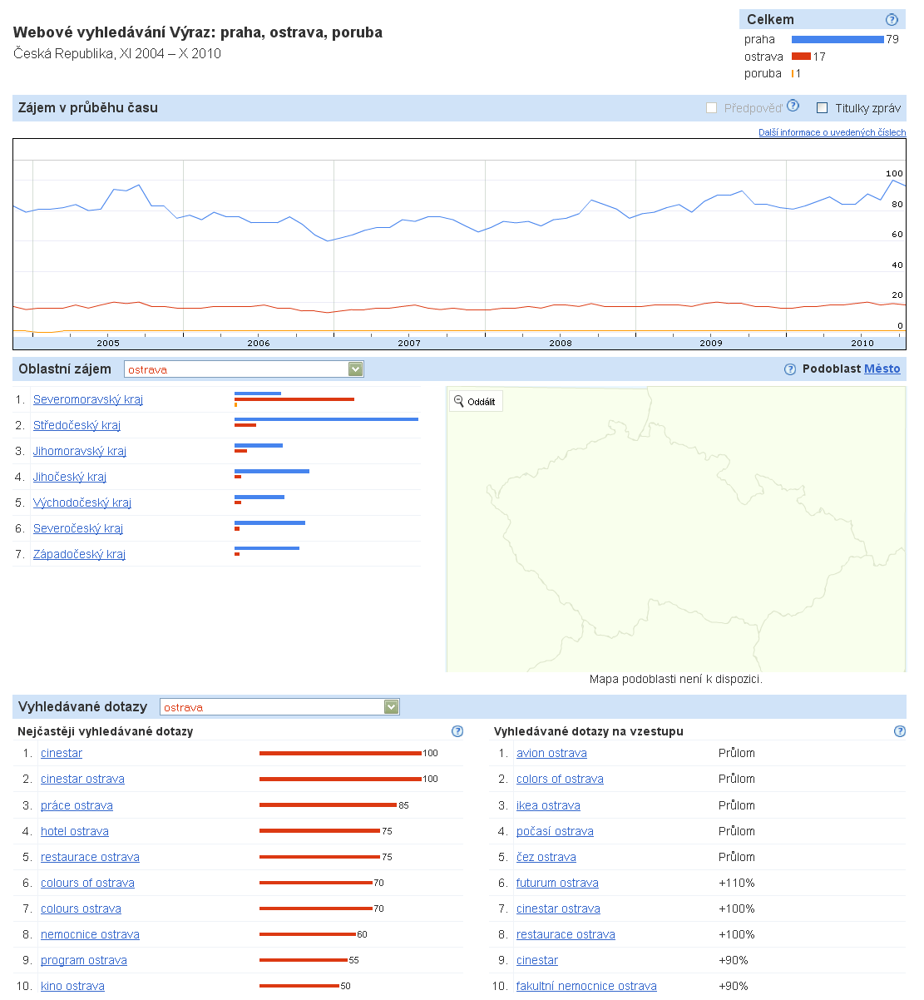 Webové vyhledávání Výraz: praha, ostrava, poruba
Česká Republika, XI 2004 – X 2010
Celkem ?
praha 79
ostrava 17
poruba 1
Zájem v průběhu času
Předpověď ? Titulky zpráv
Další informace o uvedených číslech
100
80
60
40
20
0
2005 2006 2007 2008 2009 2010
Oblastní zájem ostrava ? Podoblast Město
1. Severomoravský kraj
2. Středočeský kraj
3. Jihomoravský kraj
4. Jihočeský kraj
5. Východočeský kraj
6. Severočeský kraj
7. Západočeský kraj
Oddálit
Mapa podoblasti není k dispozici.
Vyhledávané dotazy ostrava
Nejčastěji vyhledávané dotazy ?
1. cinestar 100
2. cinestar ostrava 100
3. práce ostrava 85
4. hotel ostrava 75
5. restaurace ostrava 75
6. colours of ostrava 70
7. colours ostrava 70
8. nemocnice ostrava 60
9. program ostrava 55
10. kino ostrava 50
Vyhledávané dotazy na vzestupu ?
1. avion ostrava Průlom
2. colors of ostrava Průlom
3. ikea ostrava Průlom
4. počasí ostrava Průlom
5. čez ostrava Průlom
6. futurum ostrava +110%
7. cinestar ostrava +100%
8. restaurace ostrava +100%
9. cinestar +90%
10. fakultní nemocnice ostrava +90%